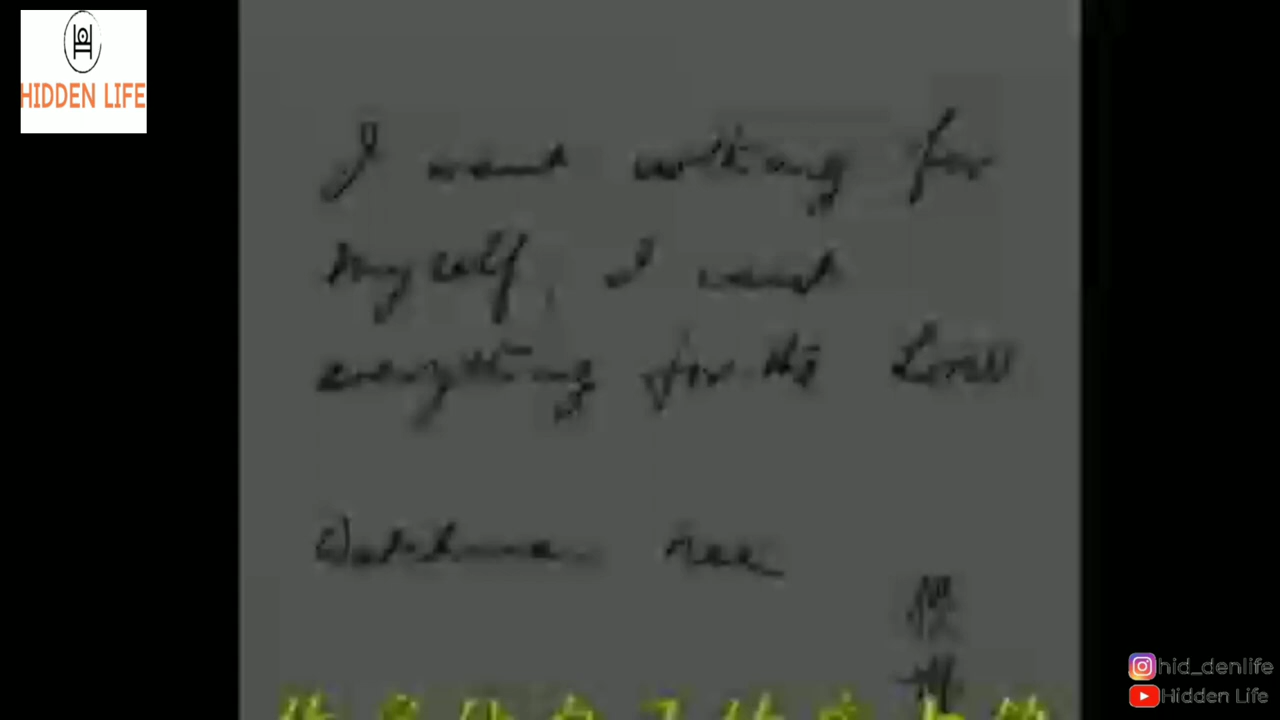 HIDDEN LIFE
I want nothing for
myself, I want
everything for the Lord
Watchman Nee
hid_denlife
Hidden Life